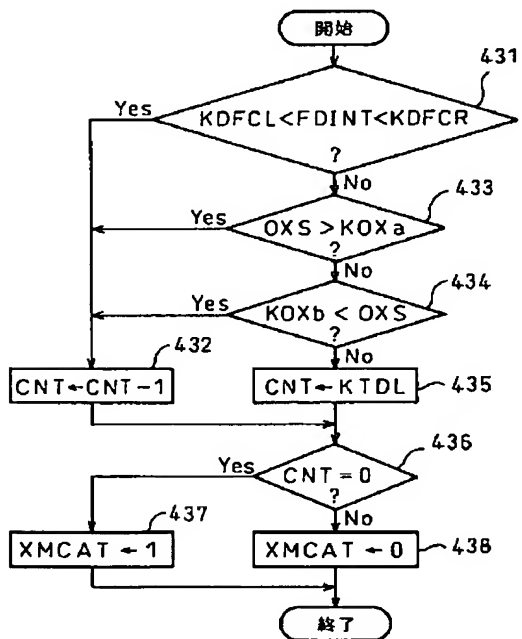 開始
431
KDFCL<FDINT<KDFCR
?
Yes
No
433
OXS>KOXa
?
Yes
No
434
KOXb<OXS
?
Yes
No
432
CNT←CNT-1
CNT←KTDL
435
436
CNT=0
?
Yes
No
437
XMCAT←1
XMCAT←0
438
終了